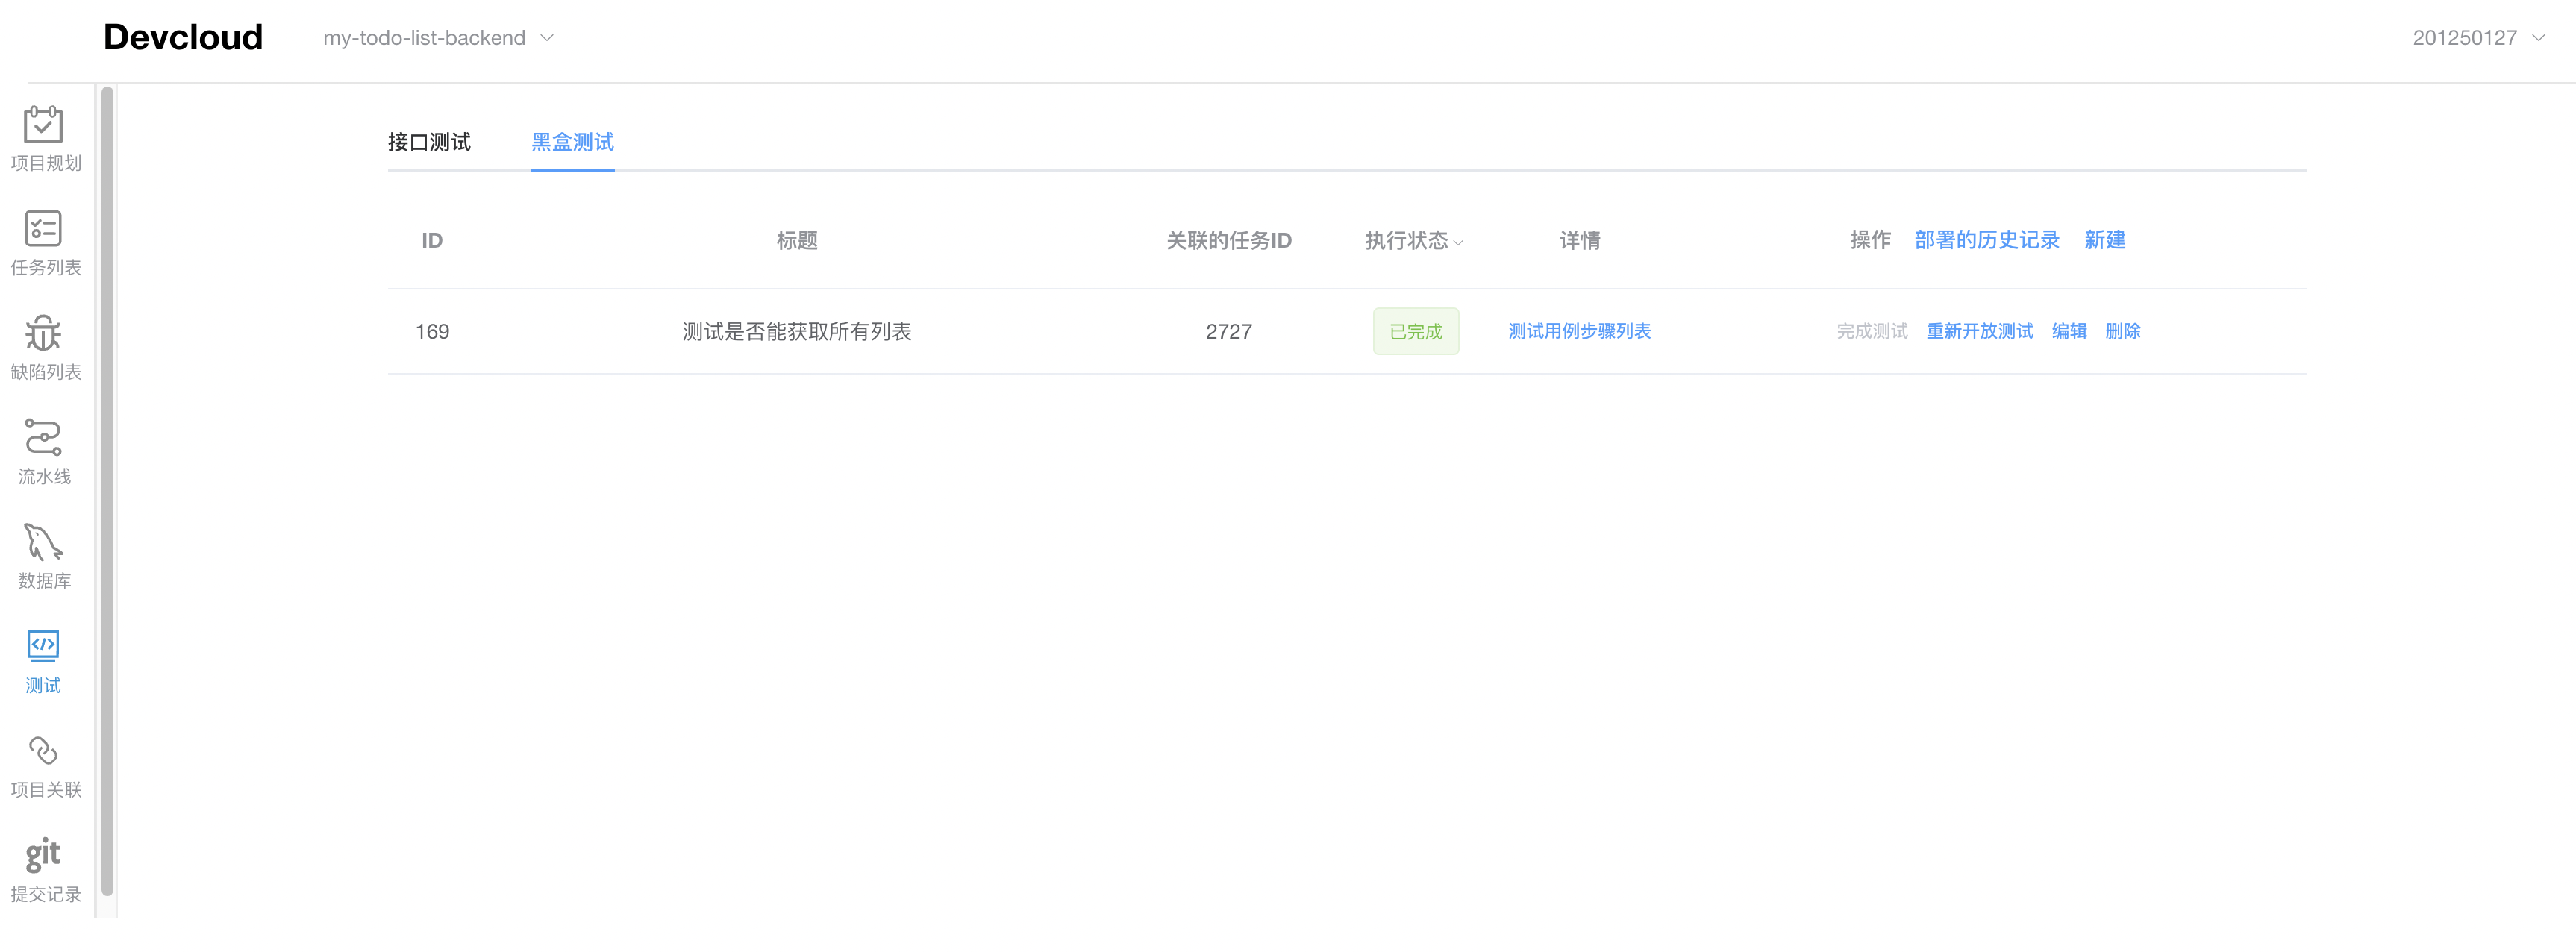 Devcloud my-todo-list-backend 201250127
项目规划
任务列表
缺陷列表
流水线
数据库
测试
项目关联
git
提交记录
接口测试 黑盒测试
ID 标题 关联的任务ID 执行状态 详情 操作 部署的历史记录 新建
169 测试是否能获取所有列表 2727 已完成 测试用例步骤列表 完成测试 重新开放测试 编辑 删除